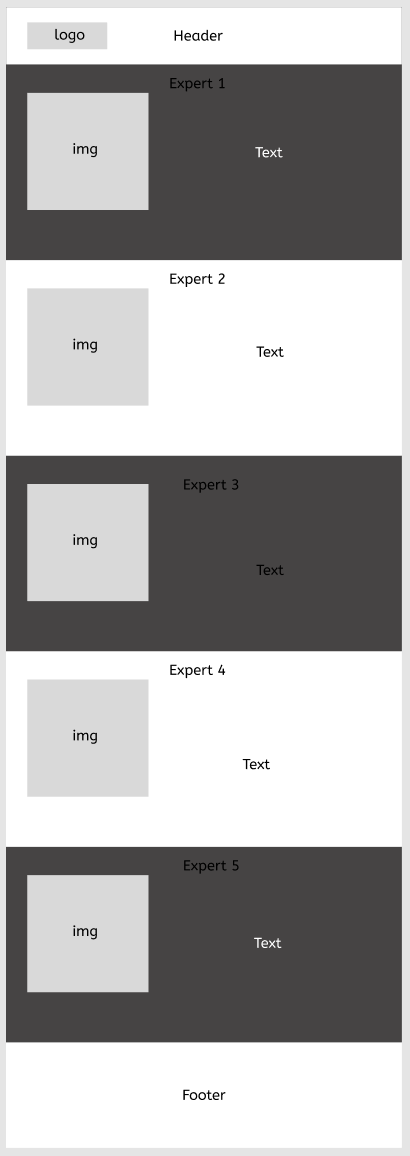 logo
Header
Expert 1
img
Text
Expert 2
img
Text
Expert 3
img
Text
Expert 4
img
Text
Expert 5
img
Text
Footer